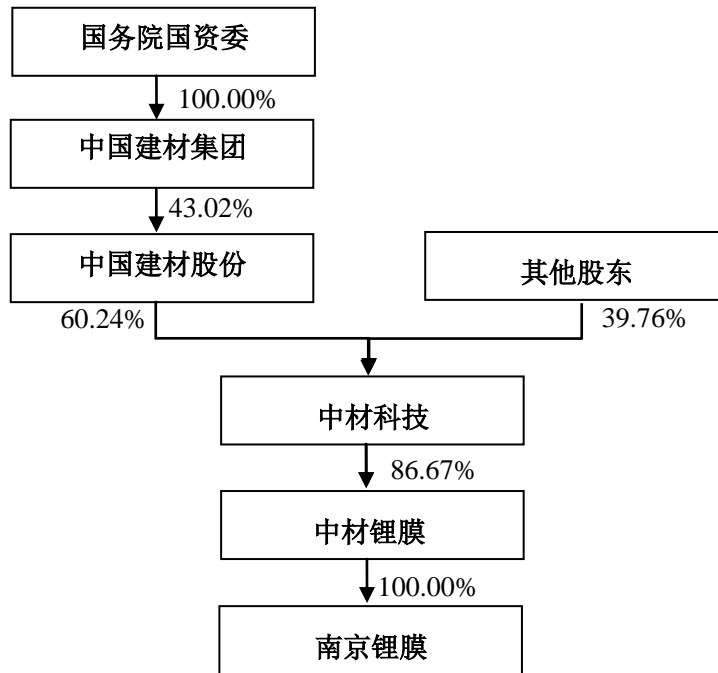 国务院国资委
100.00%
中国建材集团
43.02%
中国建材股份
其他股东
60.24%
39.76%
中材科技
86.67%
中材锂膜
100.00%
南京锂膜